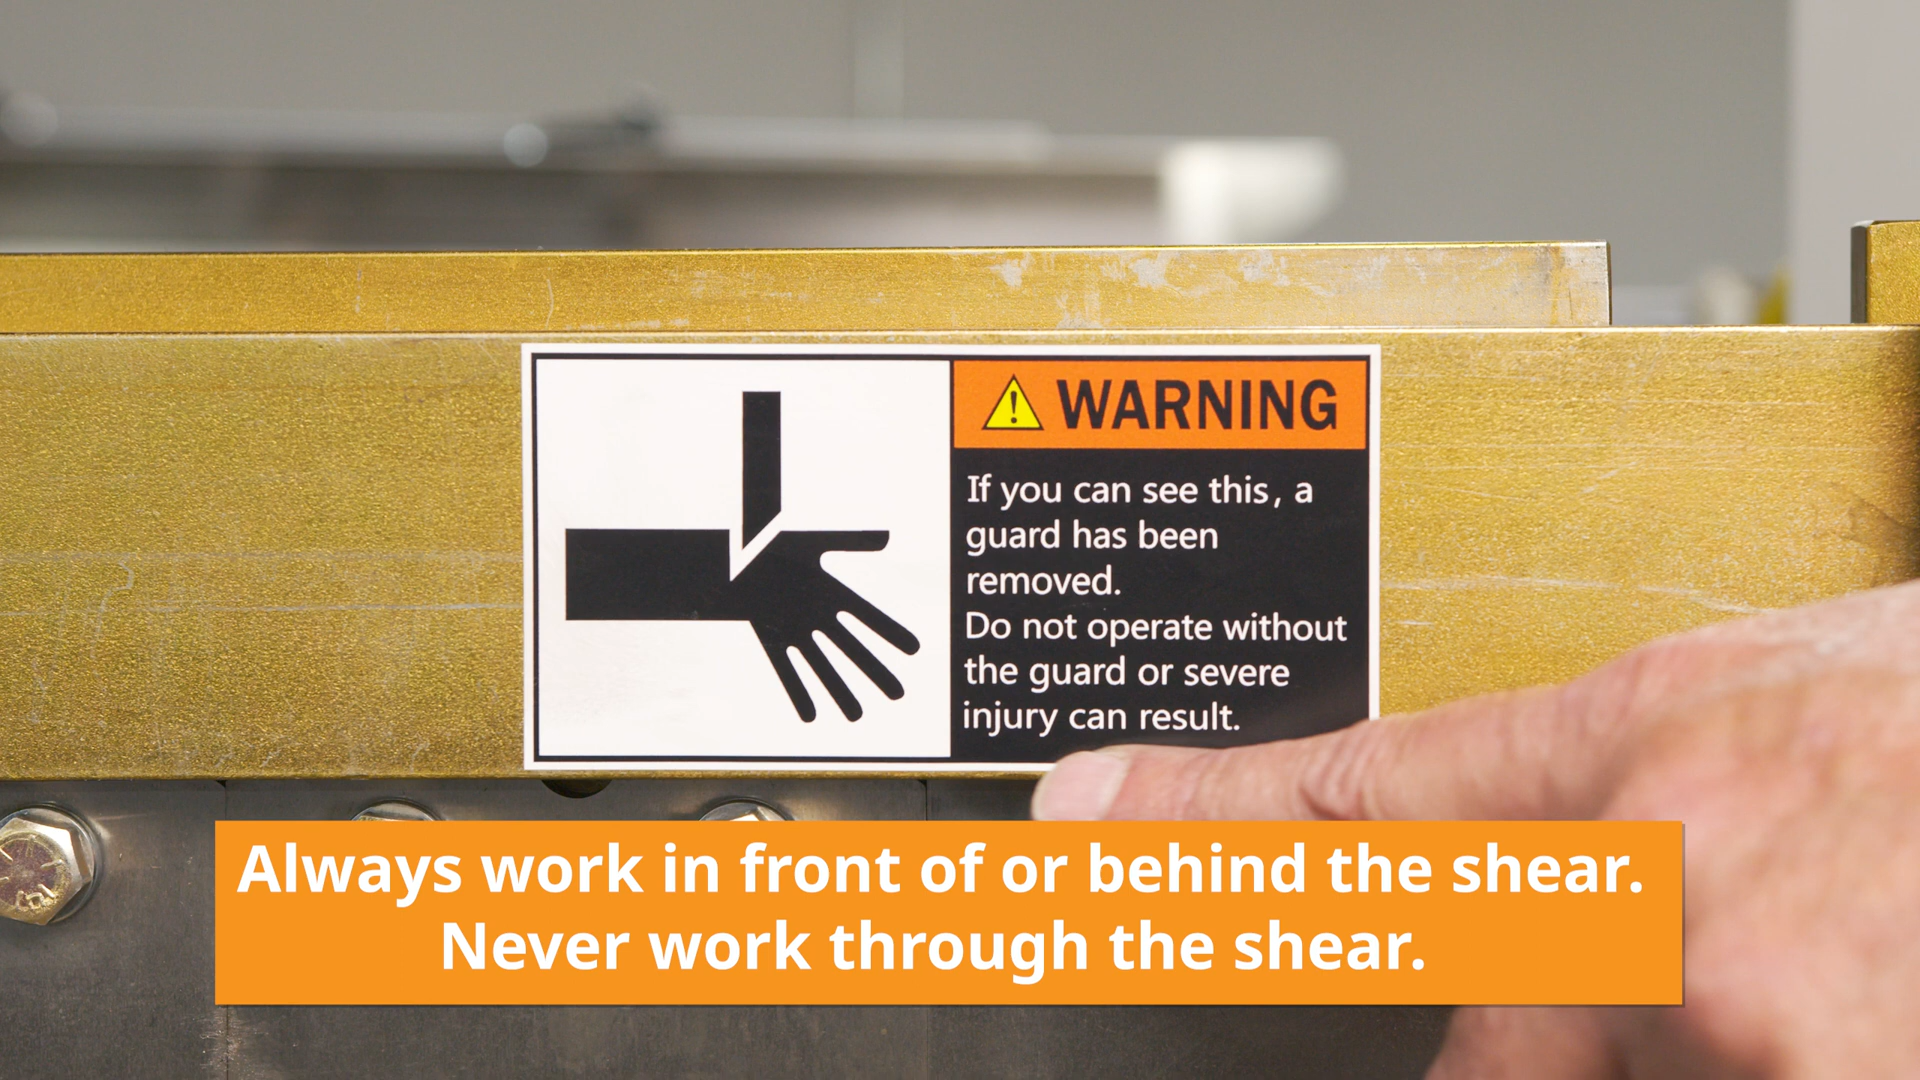 WARNING
If you can see this, a
guard has been
removed.
Do not operate without
the guard or severe
injury can result.
Always work in front of or behind the shear.
Never work through the shear.